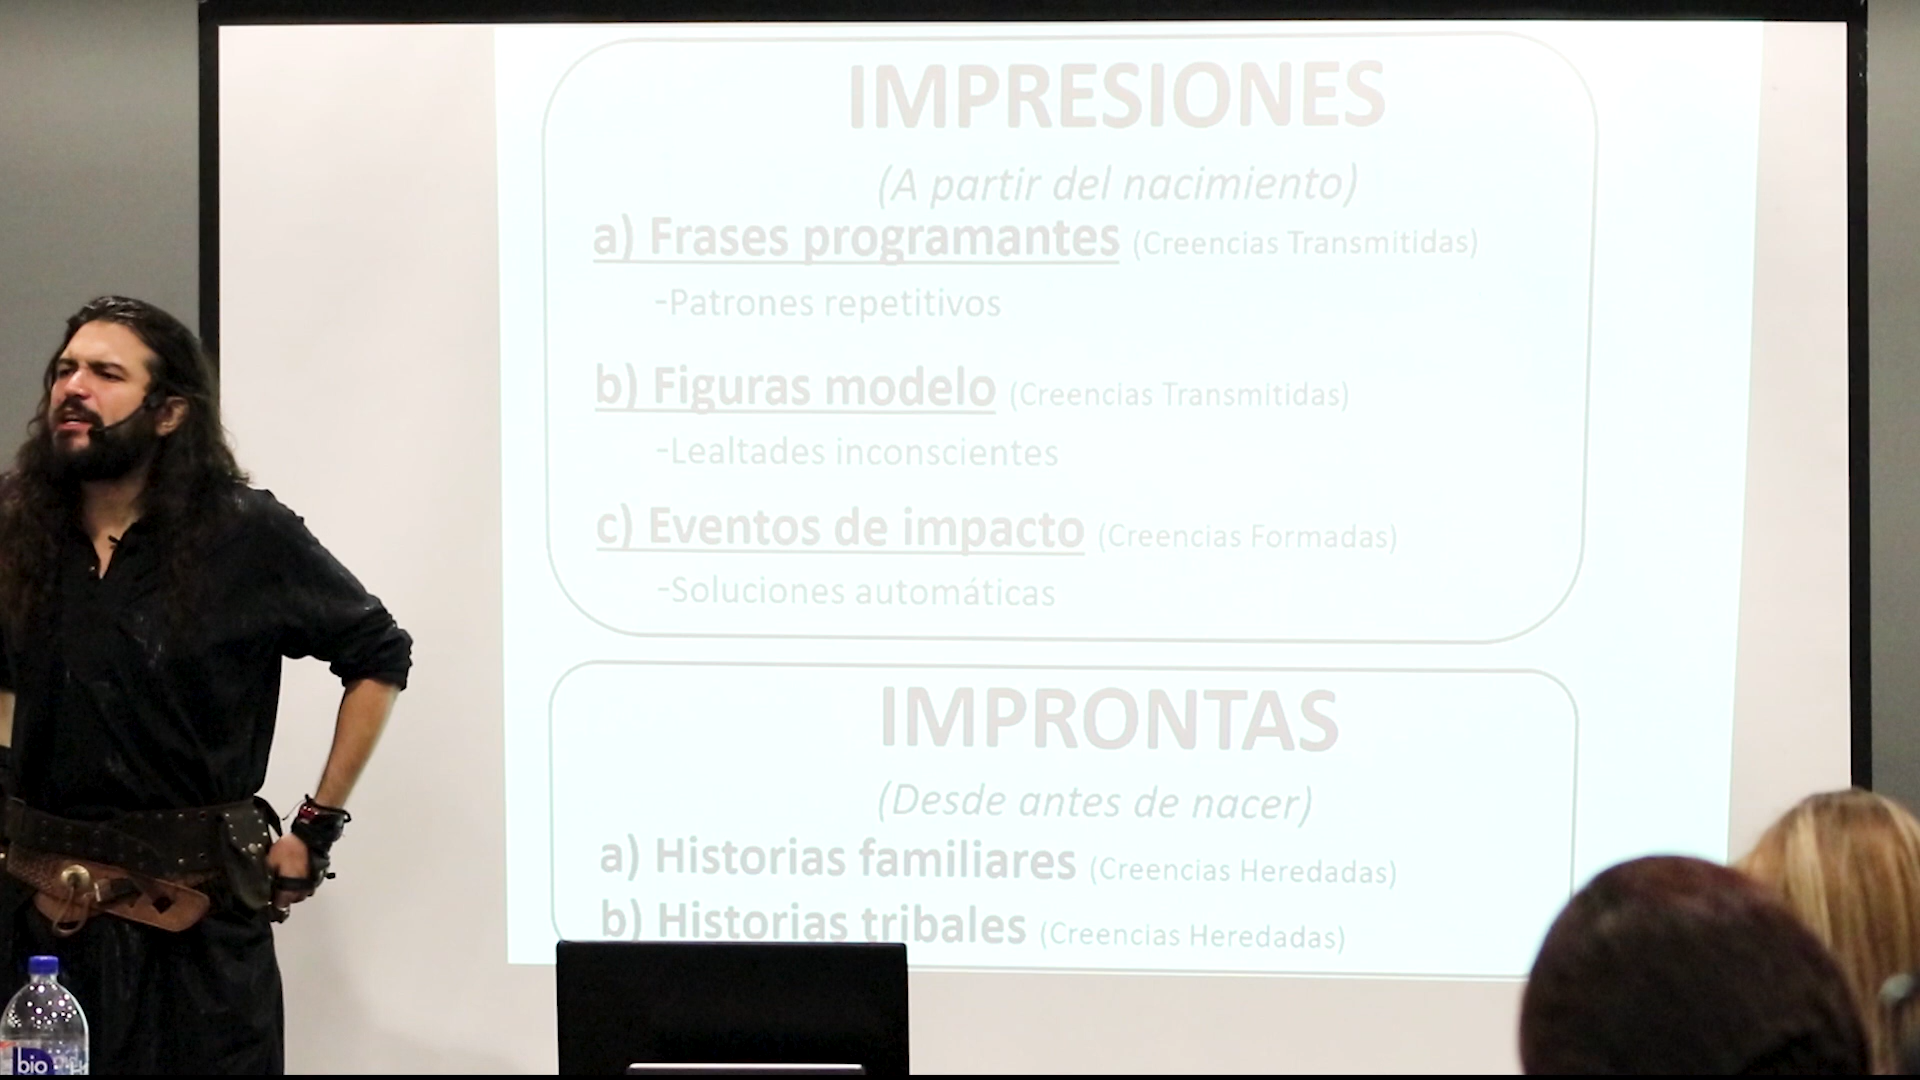 IMPRESIONES
(A partir del nacimiento)
a) Frases programantes (Creencias Transmitidas)
-Patrones repetitivos
b) Figuras modelo (Creencias Transmitidas)
-Lealtades inconscientes
c) Eventos de impacto (Creencias Formadas)
-Soluciones automáticas
IMPRONTAS
(Desde antes de nacer)
a) Historias familiares (Creencias Heredadas)
b) Historias tribales (Creencias Heredadas)
bio